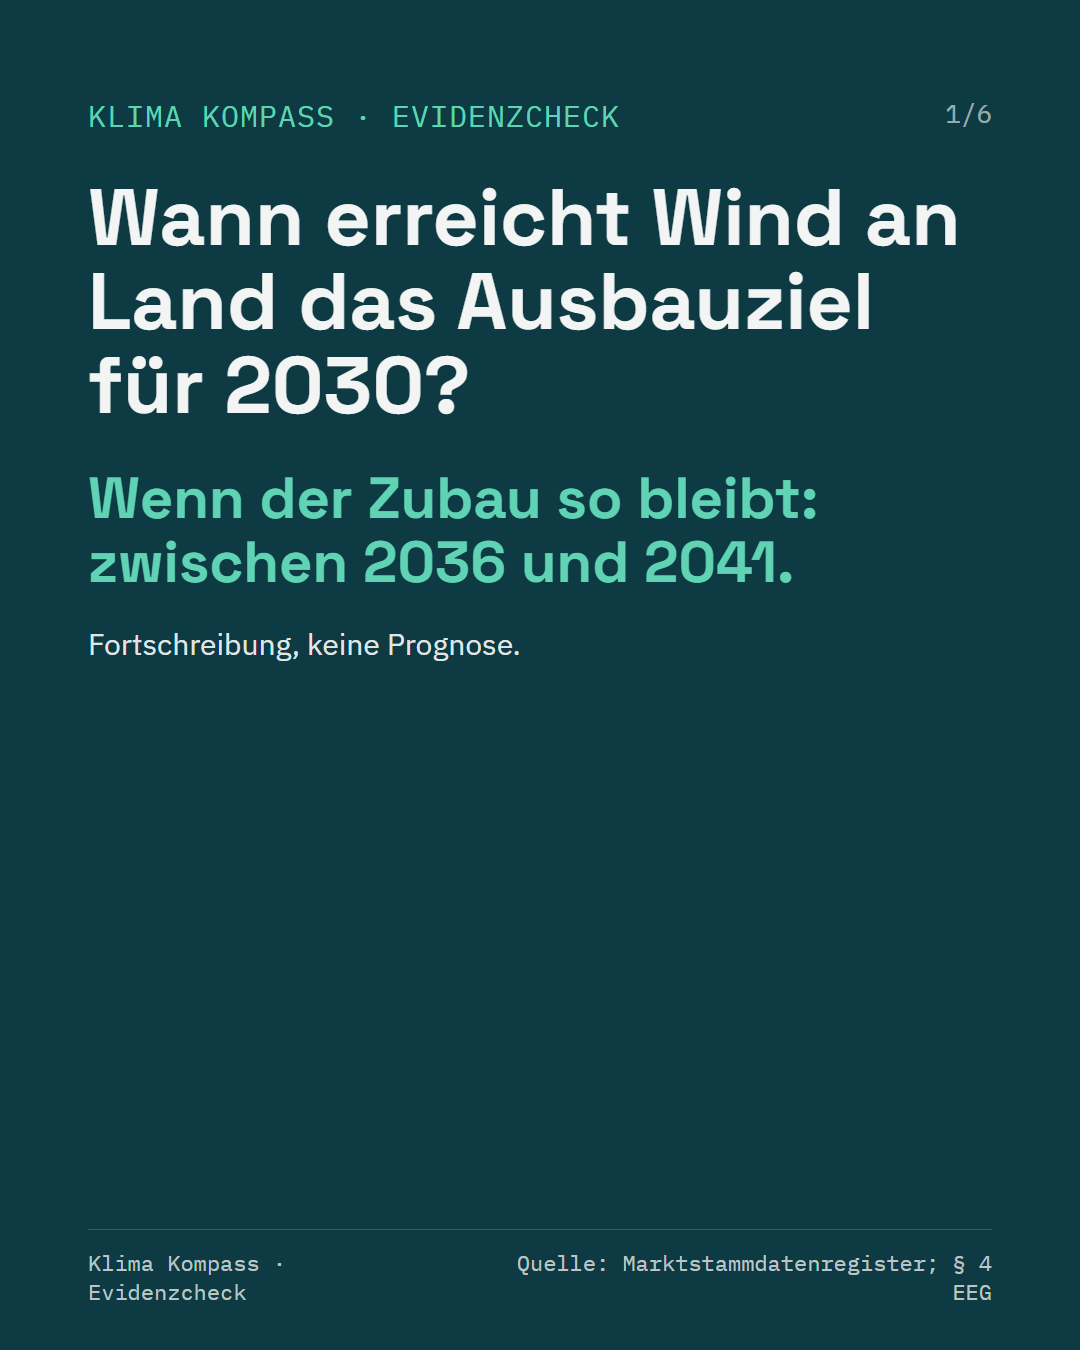 KLIMA KOMPASS · EVIDENZCHECK
1/6
Wann erreicht Wind an
Land das Ausbauziel
für 2030?
Wenn der Zubau so bleibt:
zwischen 2036 und 2041.
Fortschreibung, keine Prognose.
Klima Kompass ·
Evidenzcheck
Quelle: Marktstammdatenregister; § 4
EEG